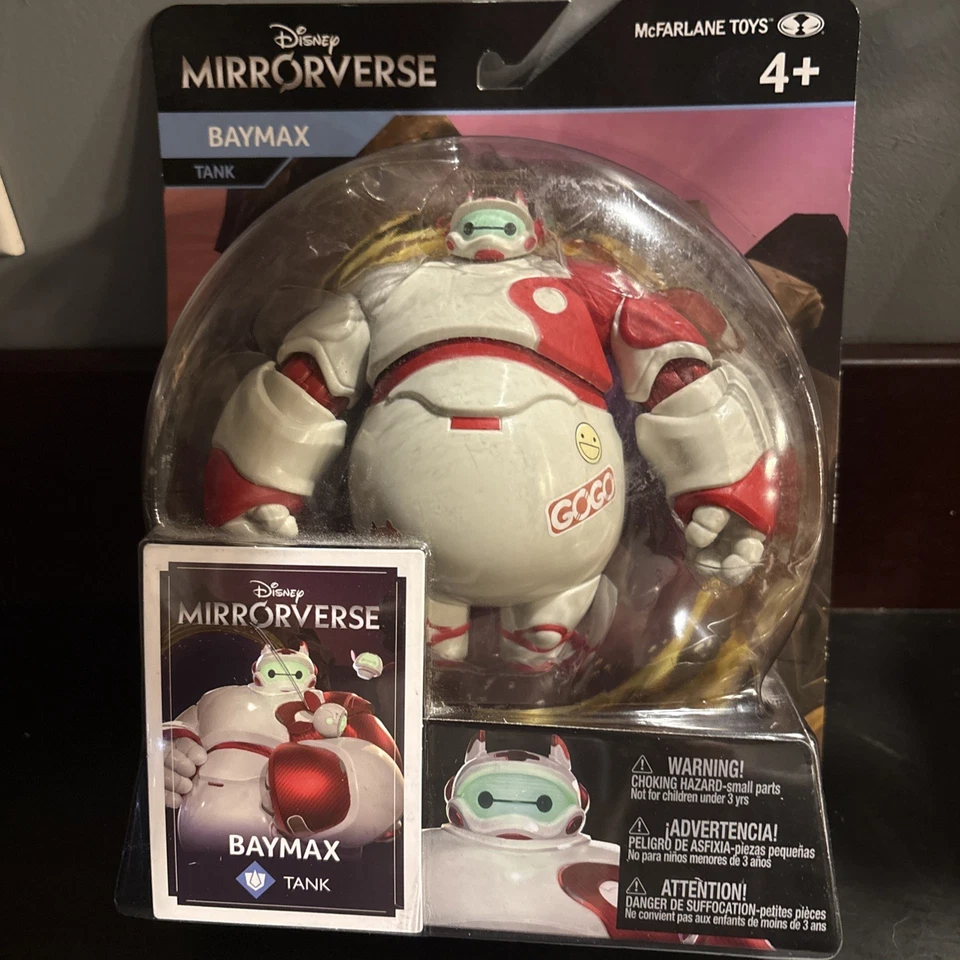 Disney
MIRRORVERSE
McFARLANE TOYS™
4+
BAYMAX
TANK
GOGO
Disney
MIRRORVERSE
BAYMAX
TANK
WARNING!
CHOKING HAZARD-small parts
Not for children under 3 yrs
¡ADVERTENCIA!
PELIGRO DE ASFIXIA-piezas pequeñas
No para niños menores de 3 años
ATTENTION!
DANGER DE SUFFOCATION-petites pièces
Ne convient pas aux enfants de moins de 3 ans